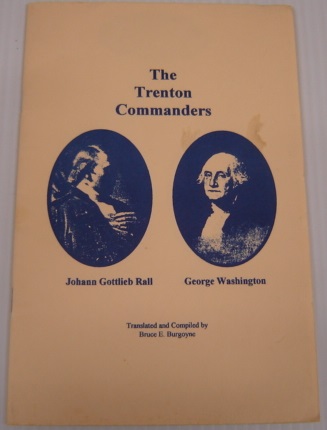 The
Trenton
Commanders
Johann Gottlieb Rall
George Washington
Translated and Compiled by
Bruce E. Burgoyne